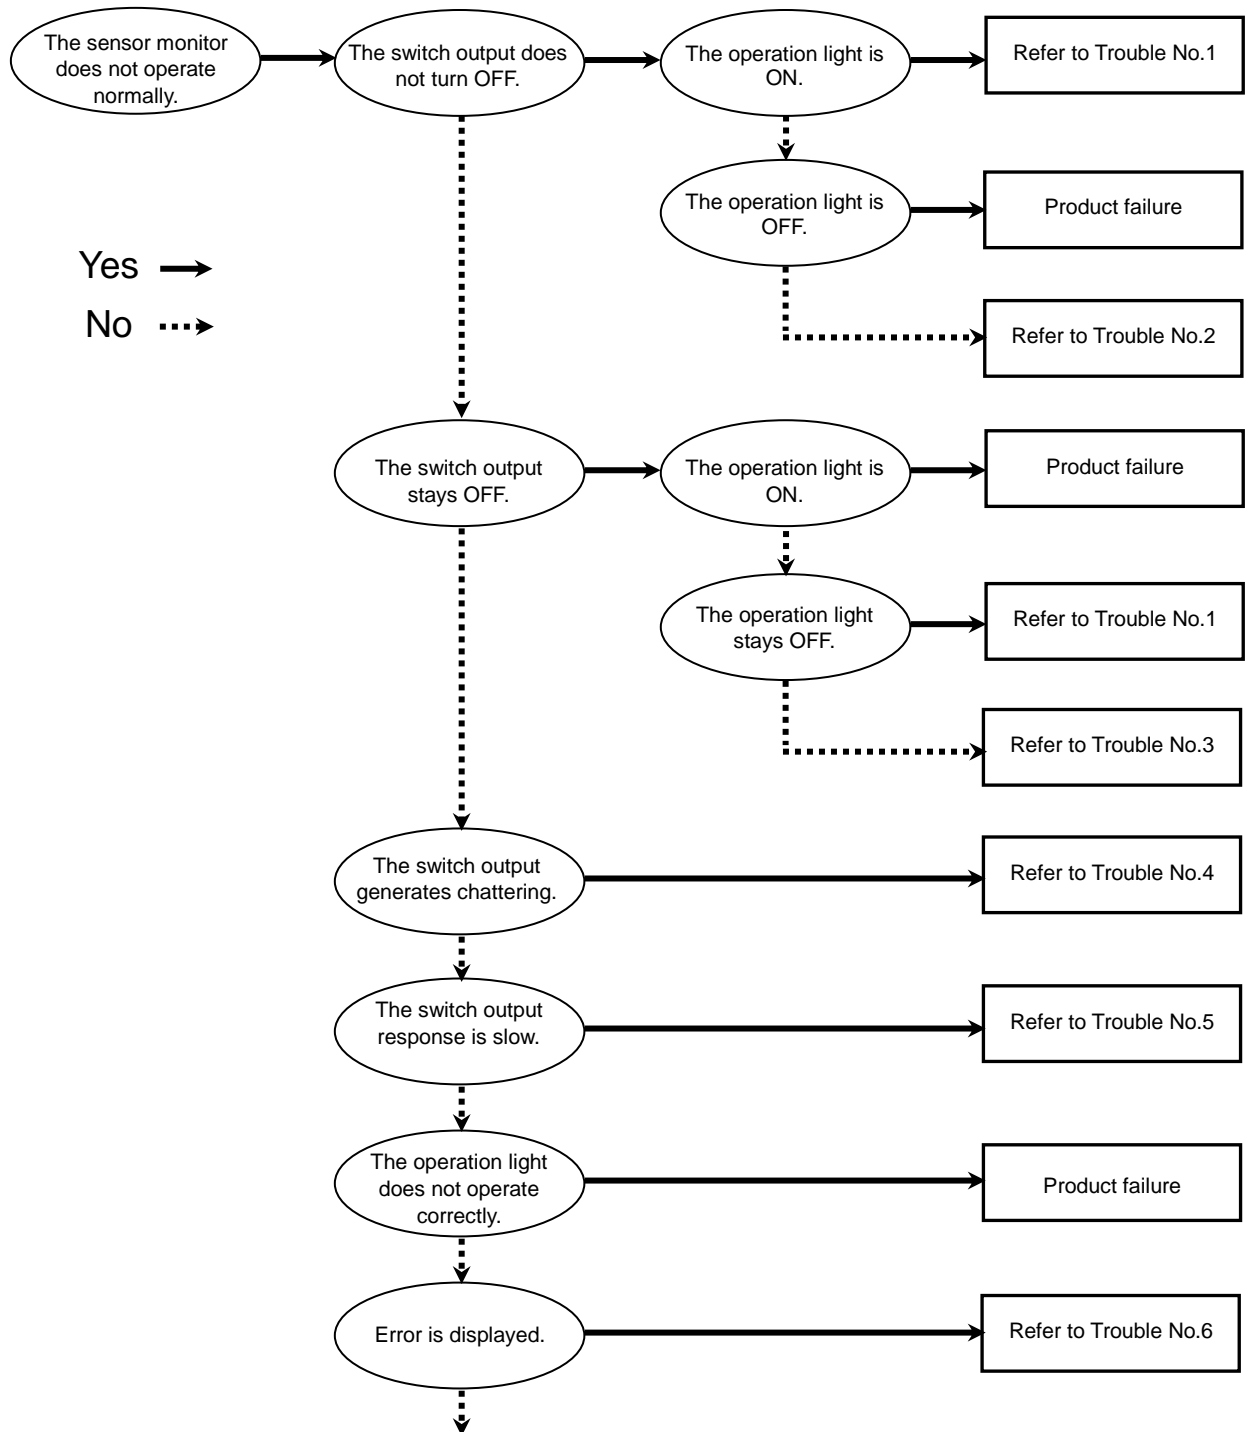 The sensor monitor
does not operate
normally.
The switch output does
not turn OFF.
The operation light is
ON.
Refer to Trouble No.1
The operation light is
OFF.
Product failure
Yes
No
Refer to Trouble No.2
The switch output
stays OFF.
The operation light is
ON.
Product failure
The operation light
stays OFF.
Refer to Trouble No.1
Refer to Trouble No.3
The switch output
generates chattering.
Refer to Trouble No.4
The switch output
response is slow.
Refer to Trouble No.5
The operation light
does not operate
correctly.
Product failure
Error is displayed.
Refer to Trouble No.6